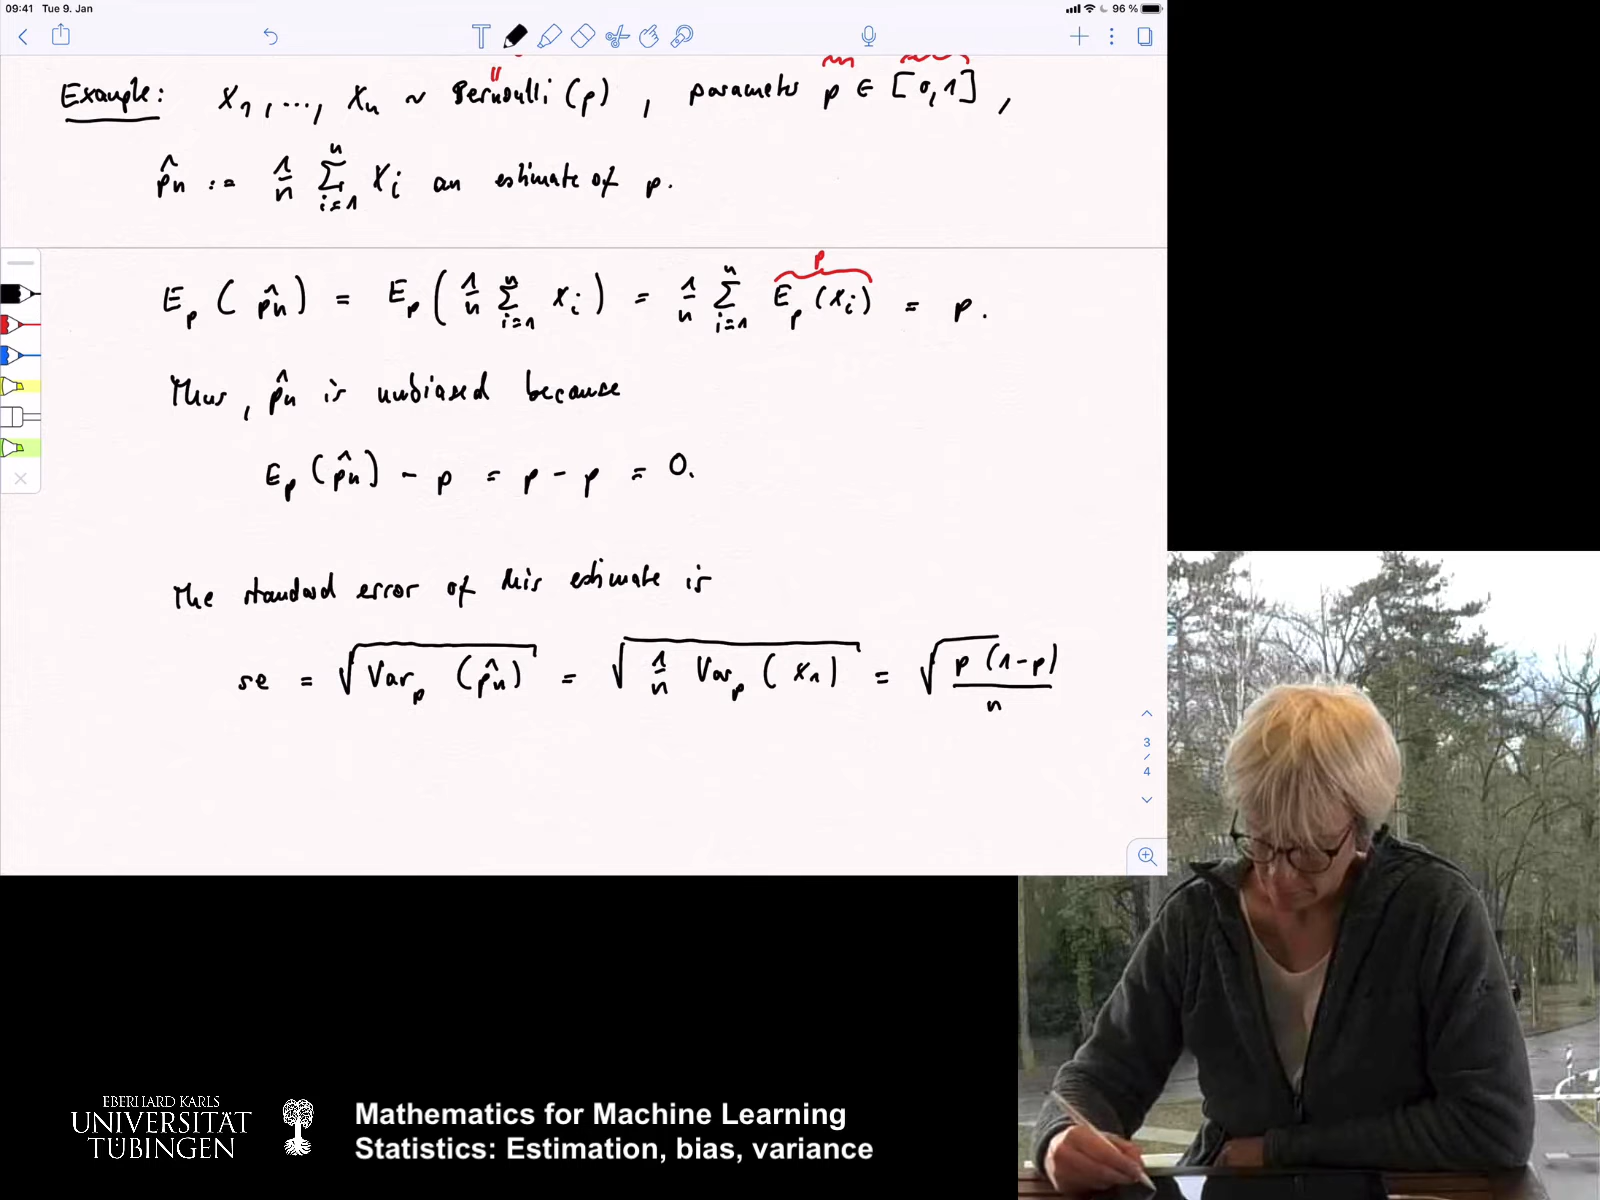 09:41 Tue 9. Jan
96 %
Example: X₁, ..., Xₙ ~ Bernoulli (p), parameter p ∈ [0,1],
p̂ₙ := 1/n Σᵢ₌₁ⁿ Xᵢ an estimate of p.
p
Eₚ (p̂ₙ) = Eₚ (1/n Σᵢ₌₁ⁿ Xᵢ) = 1/n Σᵢ₌₁ⁿ Eₚ (Xᵢ) = p.
Thus, p̂ₙ is unbiased because
Eₚ (p̂ₙ) - p = p - p = 0.
The standard error of this estimate is
se = √(Varₚ (p̂ₙ)) = √(1/n Varₚ (X₁)) = √(p (1-p) / n)
3
/
4
EBERHARD KARLS
UNIVERSITÄT
TÜBINGEN
Mathematics for Machine Learning
Statistics: Estimation, bias, variance